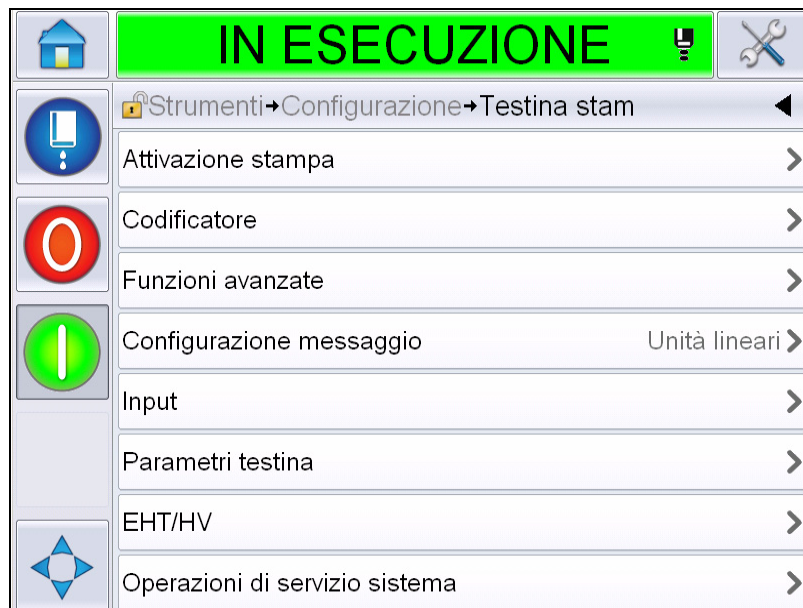 IN ESECUZIONE
Strumenti→Configurazione→Testina stam
Attivazione stampa
Codificatore
Funzioni avanzate
Configurazione messaggio Unità lineari
Input
Parametri testina
EHT/HV
Operazioni di servizio sistema